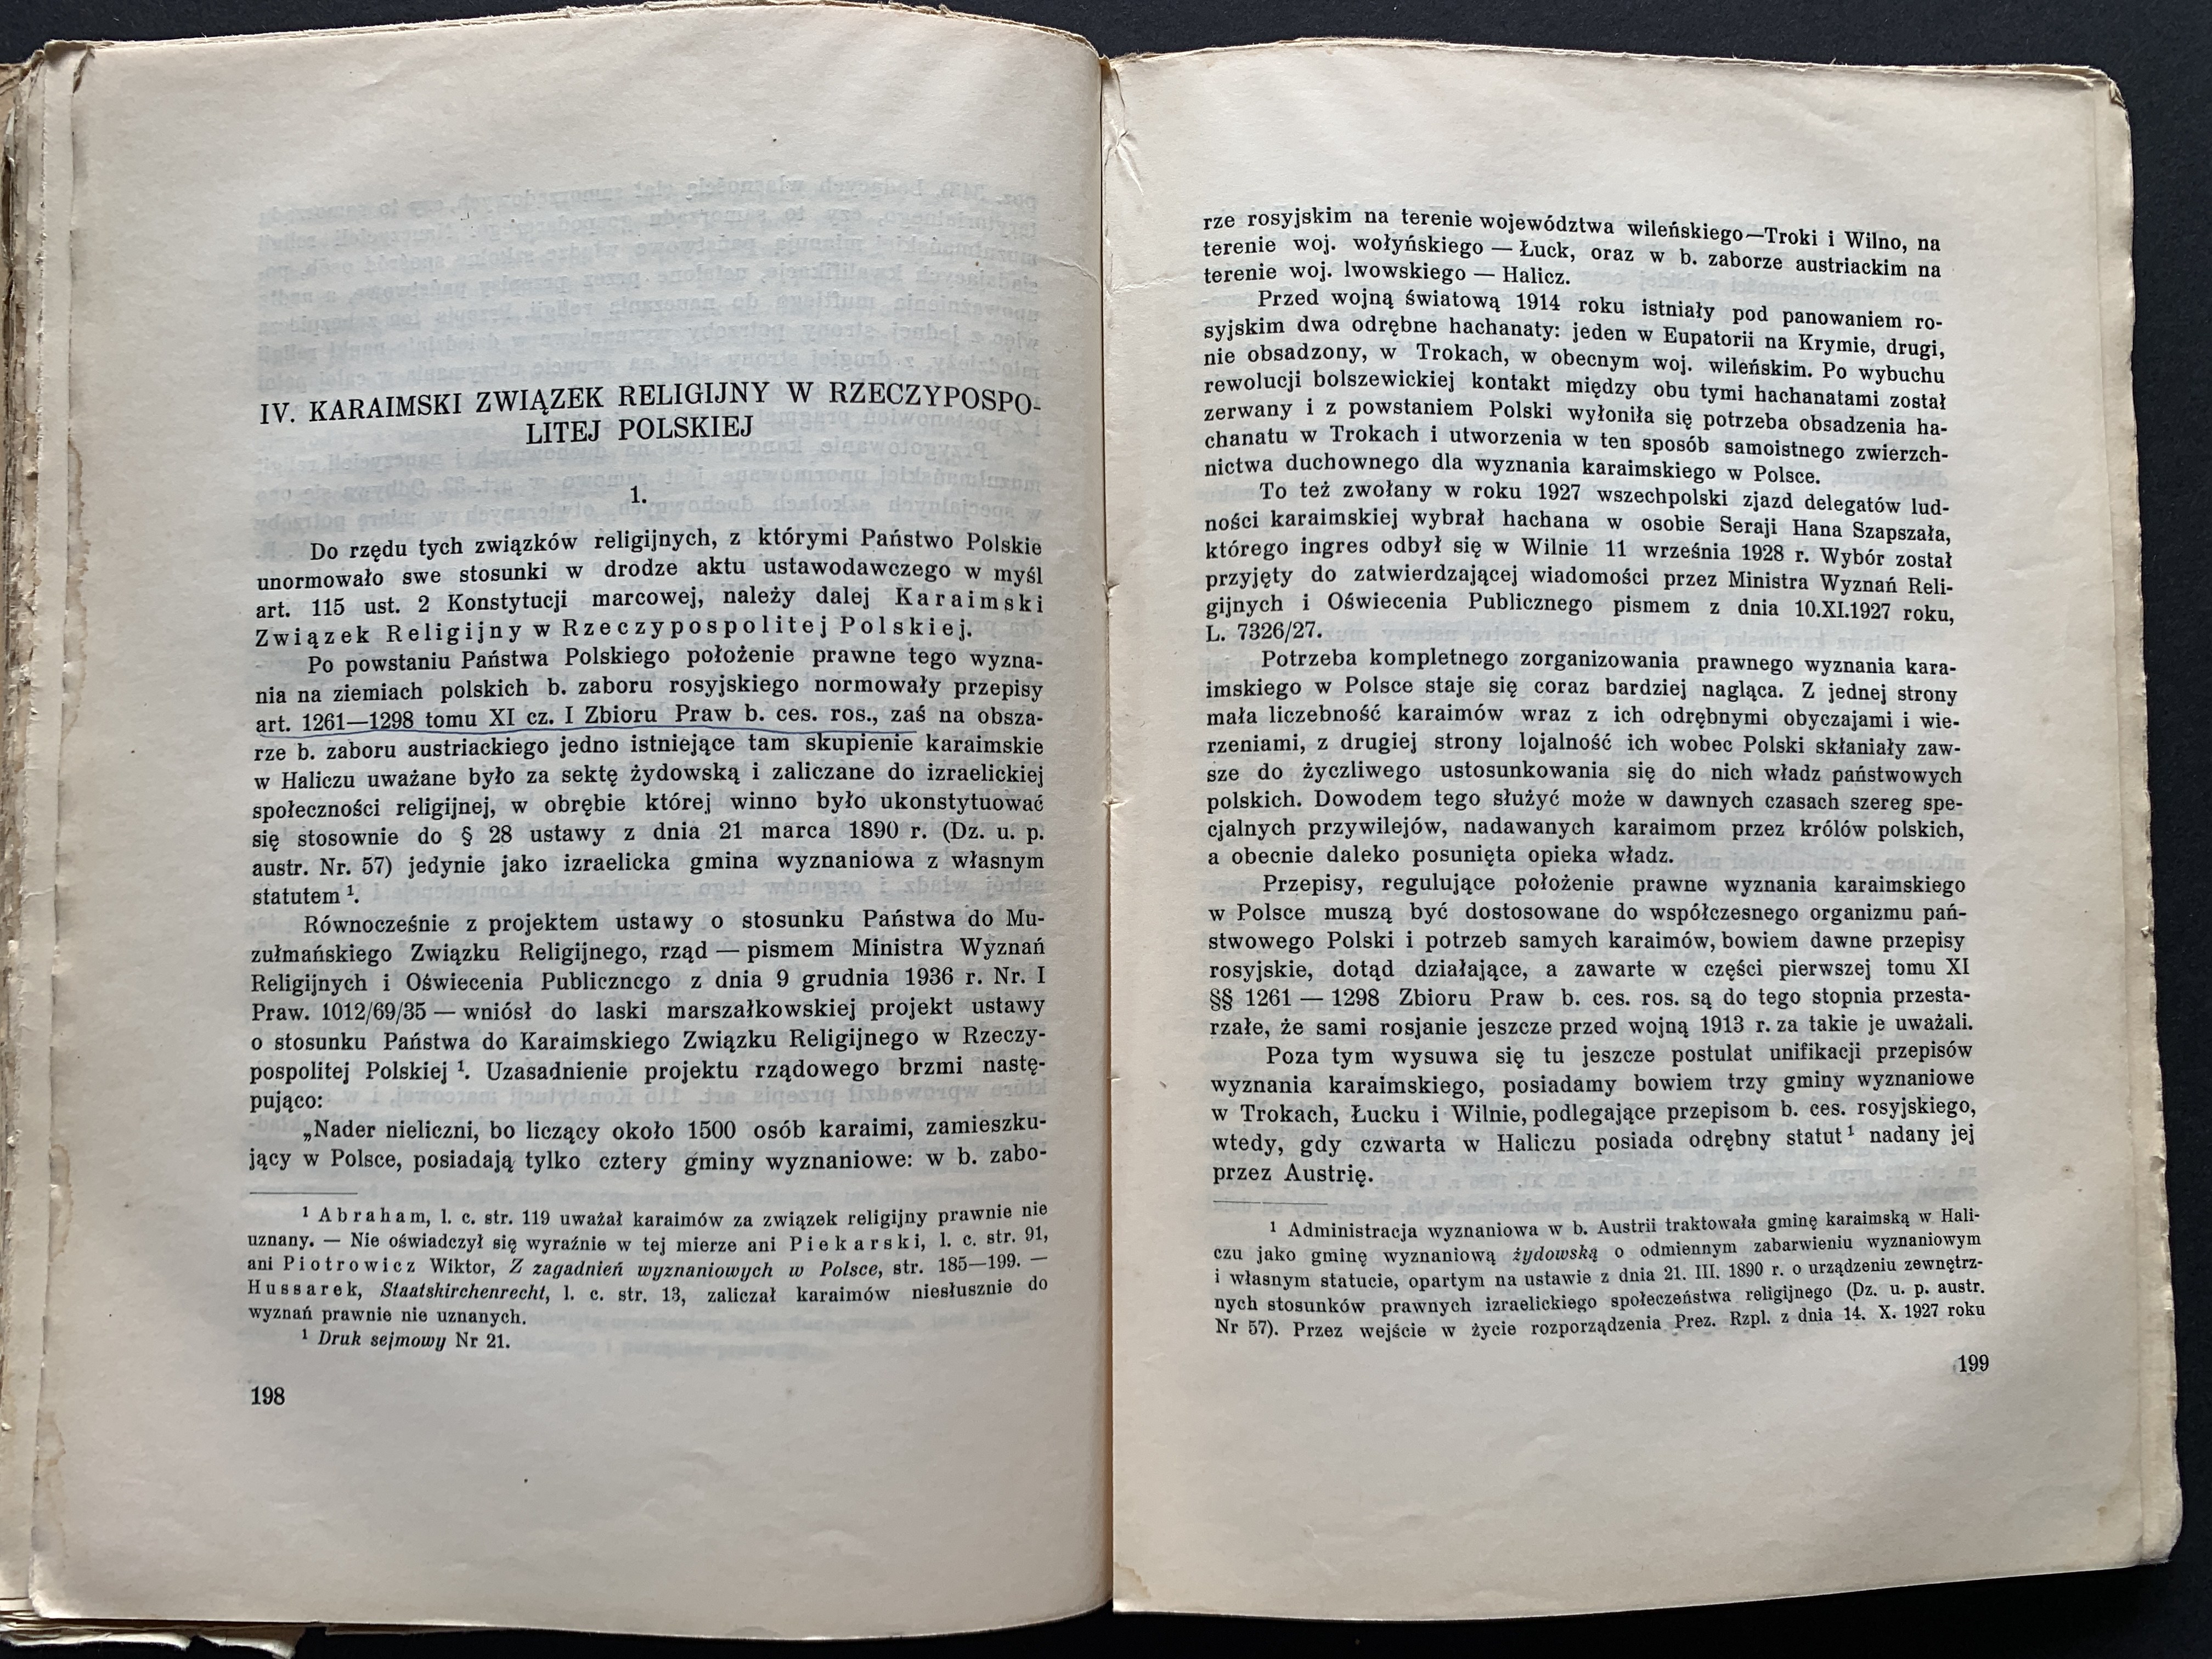 IV. KARAIMSKI ZWIĄZEK RELIGIJNY W RZECZYPOSPO-
LITEJ POLSKIEJ
1.
Do rzędu tych związków religijnych, z którymi Państwo Polskie
unormowało swe stosunki w drodze aktu ustawodawczego w myśl
art. 115 ust. 2 Konstytucji marcowej, należy dalej Karaimski
Związek Religijny w Rzeczypospolitej Polskiej.
Po powstaniu Państwa Polskiego położenie prawne tego wyzna-
nia na ziemiach polskich b. zaboru rosyjskiego normowały przepisy
art. 1261—1298 tomu XI cz. I Zbioru Praw b. ces. ros., zaś na obsza-
rze b. zaboru austriackiego jedno istniejące tam skupienie karaimskie
w Haliczu uważane było za sektę żydowską i zaliczane do izraelickiej
społeczności religijnej, w obrębie której winno było ukonstytuować
się stosownie do § 28 ustawy z dnia 21 marca 1890 r. (Dz. u. p.
austr. Nr. 57) jedynie jako izraelicka gmina wyznaniowa z własnym
statutem ¹.
Równocześnie z projektem ustawy o stosunku Państwa do Mu-
zułmańskiego Związku Religijnego, rząd — pismem Ministra Wyznań
Religijnych i Oświecenia Publiczncgo z dnia 9 grudnia 1936 r. Nr. I
Praw. 1012/69/35 — wniósł do laski marszałkowskiej projekt ustawy
o stosunku Państwa do Karaimskiego Związku Religijnego w Rzeczy-
pospolitej Polskiej ¹. Uzasadnienie projektu rządowego brzmi nastę-
pująco:
„Nader nieliczni, bo liczący około 1500 osób karaimi, zamieszku-
jący w Polsce, posiadają tylko cztery gminy wyznaniowe: w b. zabo-
¹ Abraham, l. c. str. 119 uważał karaimów za związek religijny prawnie nie
uznany. — Nie oświadczył się wyraźnie w tej mierze ani Piekarski, l. c. str. 91,
ani Piotrowicz Wiktor, Z zagadnień wyznaniowych w Polsce, str. 185—199. —
Hussarek, Staatskirchenrecht, l. c. str. 13, zaliczał karaimów niesłusznie do
wyznań prawnie nie uznanych.
¹ Druk sejmowy Nr 21.
198
rze rosyjskim na terenie województwa wileńskiego—Troki i Wilno, na
terenie woj. wołyńskiego — Łuck, oraz w b. zaborze austriackim na
terenie woj. lwowskiego — Halicz.
Przed wojną światową 1914 roku istniały pod panowaniem ro-
syjskim dwa odrębne hachanaty: jeden w Eupatorii na Krymie, drugi,
nie obsadzony, w Trokach, w obecnym woj. wileńskim. Po wybuchu
rewolucji bolszewickiej kontakt między obu tymi hachanatami został
zerwany i z powstaniem Polski wyłoniła się potrzeba obsadzenia ha-
chanatu w Trokach i utworzenia w ten sposób samoistnego zwierzch-
nictwa duchownego dla wyznania karaimskiego w Polsce.
To też zwołany w roku 1927 wszechpolski zjazd delegatów lud-
ności karaimskiej wybrał hachana w osobie Seraji Hana Szapszała,
którego ingres odbył się w Wilnie 11 września 1928 r. Wybór został
przyjęty do zatwierdzającej wiadomości przez Ministra Wyznań Reli-
gijnych i Oświecenia Publicznego pismem z dnia 10.XI.1927 roku,
L. 7326/27.
Potrzeba kompletnego zorganizowania prawnego wyznania kara-
imskiego w Polsce staje się coraz bardziej nagląca. Z jednej strony
mała liczebność karaimów wraz z ich odrębnymi obyczajami i wie-
rzeniami, z drugiej strony lojalność ich wobec Polski skłaniały zaw-
sze do życzliwego ustosunkowania się do nich władz państwowych
polskich. Dowodem tego służyć może w dawnych czasach szereg spe-
cjalnych przywilejów, nadawanych karaimom przez królów polskich,
a obecnie daleko posunięta opieka władz.
Przepisy, regulujące położenie prawne wyznania karaimskiego
w Polsce muszą być dostosowane do współczesnego organizmu pań-
stwowego Polski i potrzeb samych karaimów, bowiem dawne przepisy
rosyjskie, dotąd działające, a zawarte w części pierwszej tomu XI
§§ 1261 — 1298 Zbioru Praw b. ces. ros. są do tego stopnia przesta-
rzałe, że sami rosjanie jeszcze przed wojną 1913 r. za takie je uważali.
Poza tym wysuwa się tu jeszcze postulat unifikacji przepisów
wyznania karaimskiego, posiadamy bowiem trzy gminy wyznaniowe
w Trokach, Łucku i Wilnie, podlegające przepisom b. ces. rosyjskiego,
wtedy, gdy czwarta w Haliczu posiada odrębny statut ¹ nadany jej
przez Austrię.
¹ Administracja wyznaniowa w b. Austrii traktowała gminę karaimską w Hali-
czu jako gminę wyznaniową żydowską o odmiennym zabarwieniu wyznaniowym
i własnym statucie, opartym na ustawie z dnia 21. III. 1890 r. o urządzeniu zewnętrz-
nych stosunków prawnych izraelickiego społeczeństwa religijnego (Dz. u. p. austr.
Nr 57). Przez wejście w życie rozporządzenia Prez. Rzpl. z dnia 14. X. 1927 roku
199